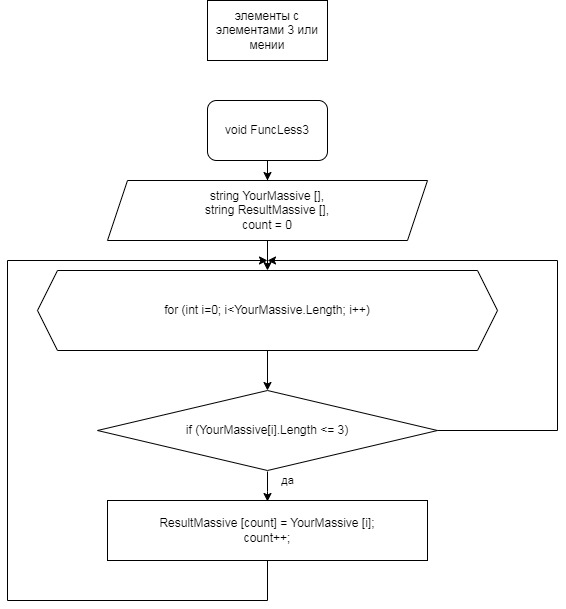 элементы с
элементами 3 или
мении
void FuncLess3
string YourMassive [],
string ResultMassive [],
count = 0
for (int i=0; i<YourMassive.Length; i++)
if (YourMassive[i].Length <= 3)
да
ResultMassive [count] = YourMassive [i];
count++;